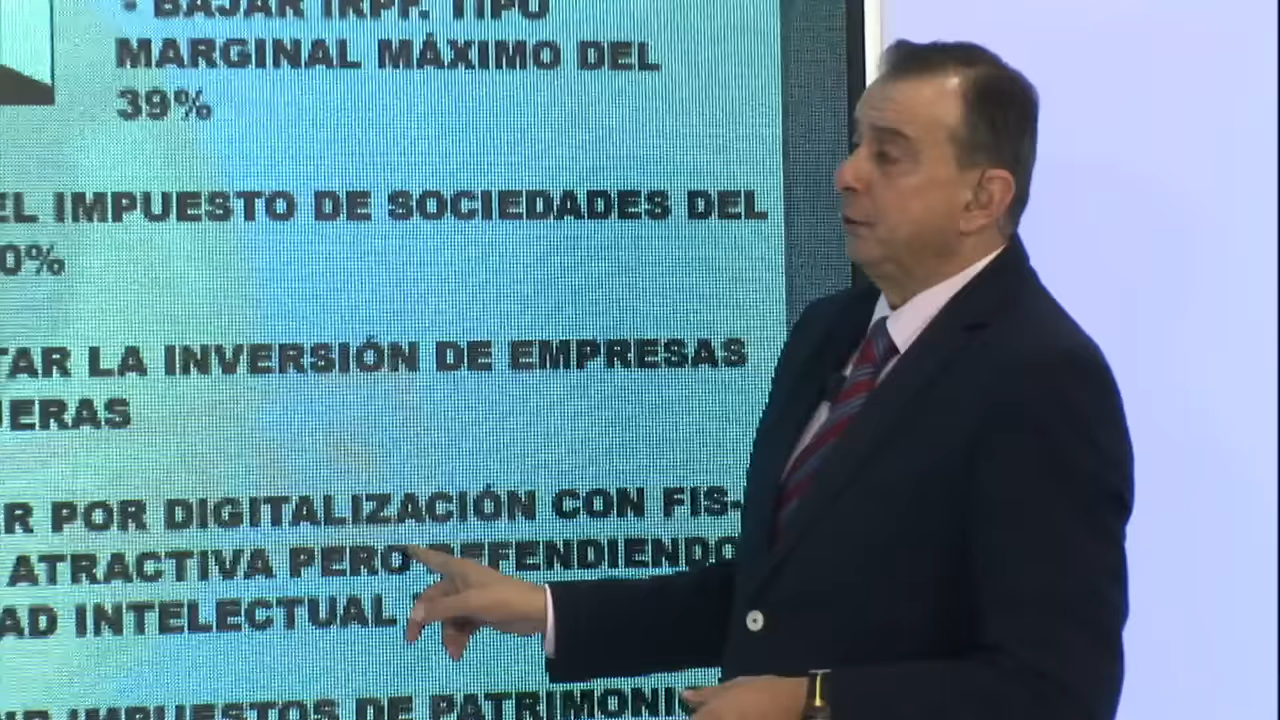 · BAJAR IRPF. TIPO
MARGINAL MÁXIMO DEL
39%
EL IMPUESTO DE SOCIEDADES DEL
0%
TAR LA INVERSIÓN DE EMPRESAS
JERAS
R POR DIGITALIZACIÓN CON FIS-
ATRACTIVA PERO DEFENDIENDO
AD INTELECTUAL
IMPUESTOS DE PATRIMONIO